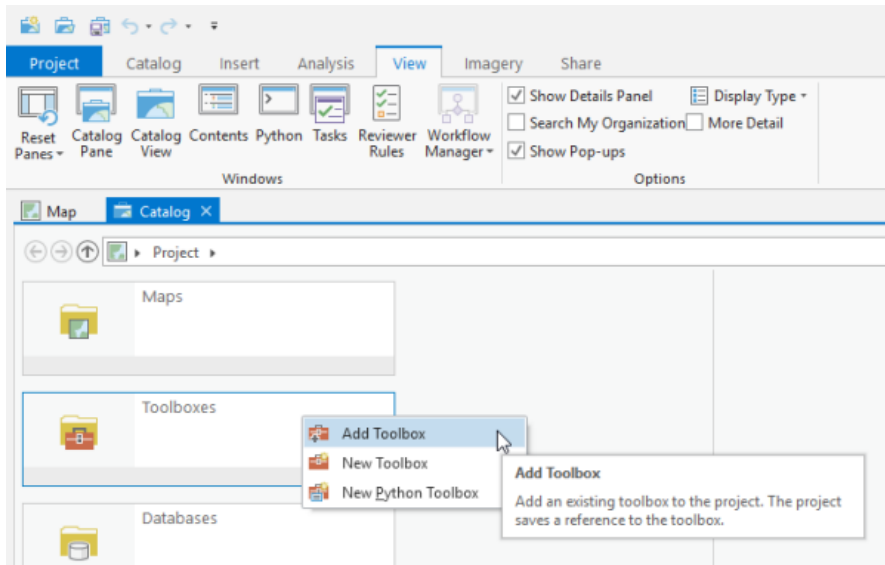 Project Catalog Insert Analysis View Imagery Share
Reset Panes Catalog Pane Catalog View Contents Python Tasks Reviewer Rules Workflow Manager
Show Details Panel Display Type
Search My Organization More Detail
Show Pop-ups
Windows Options
Map Catalog
Project
Maps
Toolboxes
Add Toolbox
New Toolbox
New Python Toolbox
Add Toolbox
Add an existing toolbox to the project. The project
saves a reference to the toolbox.
Databases